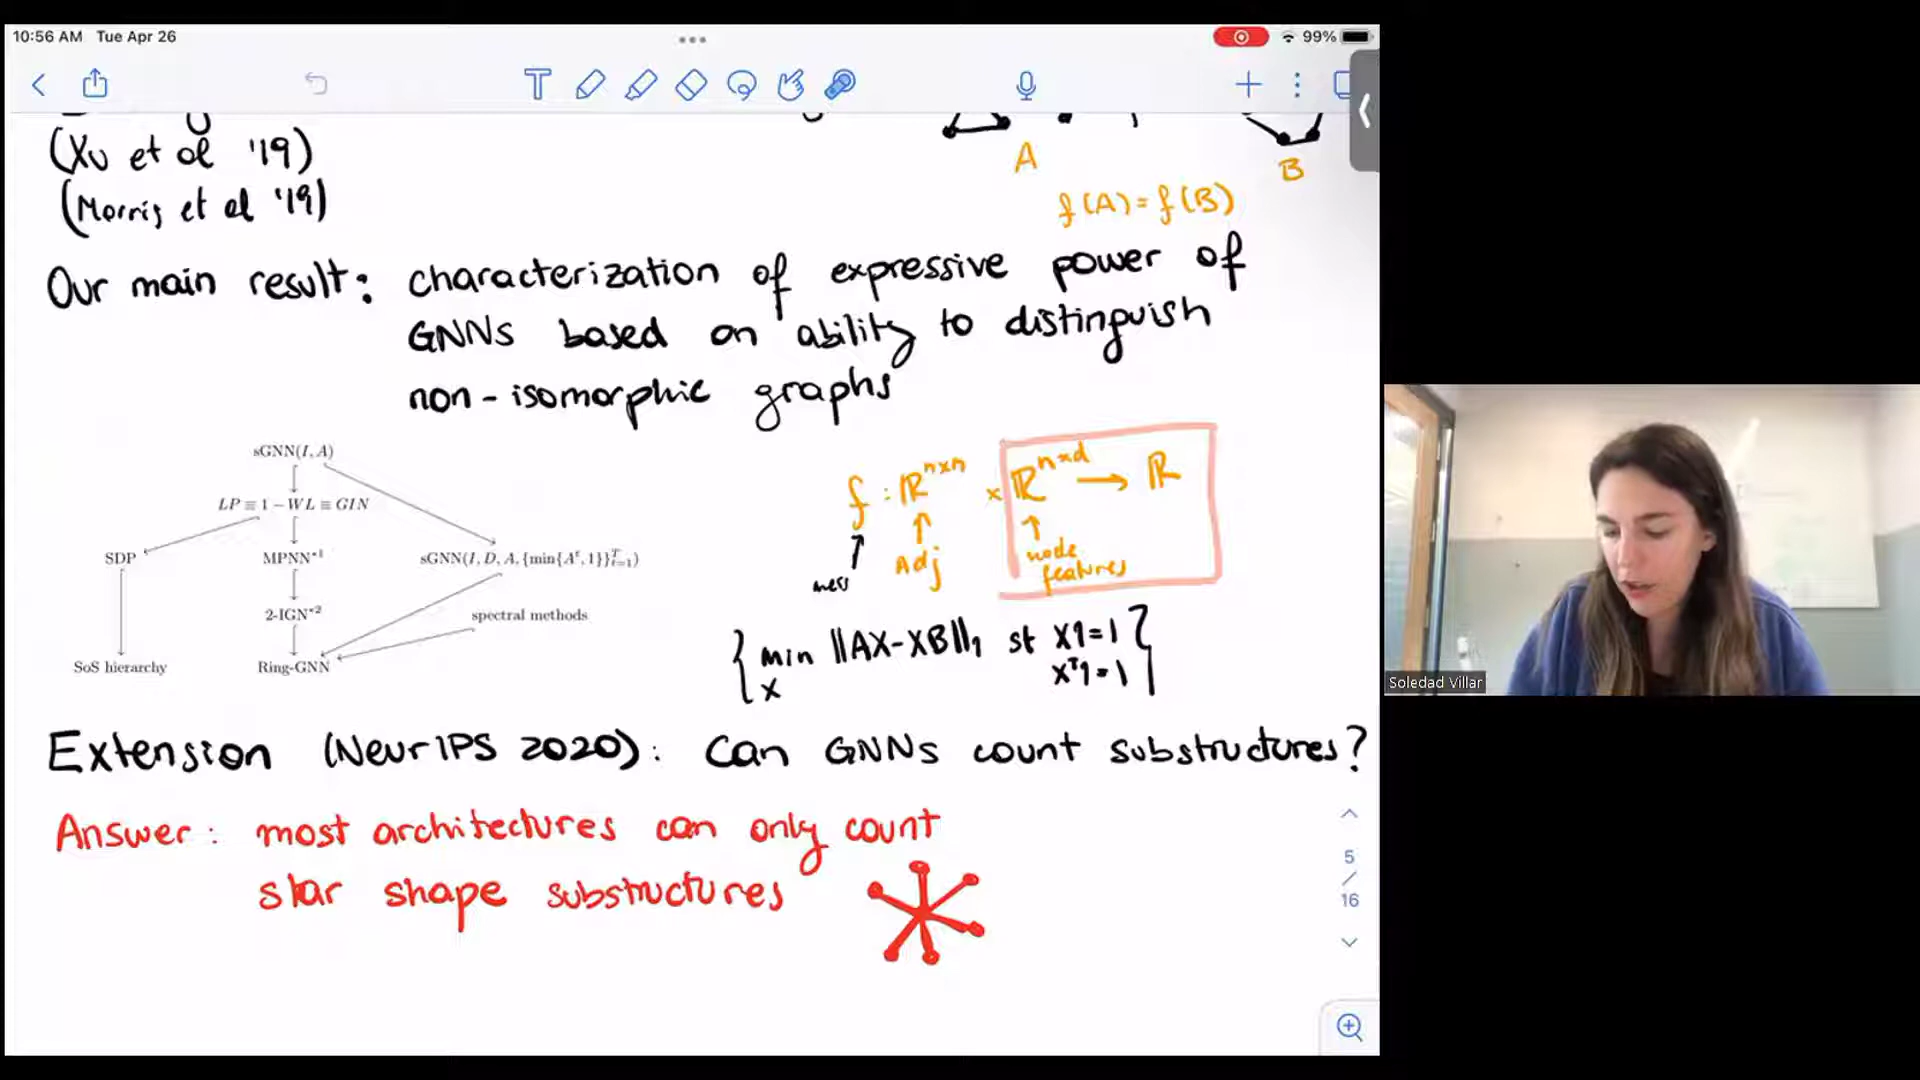 10:56 AM Tue Apr 26
99%
(Xu et al '19)
(Morris et al '19)
A
B
f(A) = f(B)
Our main result: characterization of expressive power of
GNNs based on ability to distinguish
non-isomorphic graphs
sGNN(I, A)
LP ≡ 1 − WL ≡ GIN
SDP
MPNN*1
sGNN(I, D, A, {min{Aᵗ, 1}}ᵀₜ₌₁)
2-IGN*2
spectral methods
SoS hierarchy
Ring-GNN
f : ℝⁿˣⁿ × ℝⁿˣᵈ → ℝ
Adj
node
features
{ min ‖AX-XB‖₁ st X1=1 }
X
Xᵀ1=1
Extension (NeurIPS 2020): Can GNNs count substructures?
Answer: most architectures can only count
star shape substructures
5
/
16
Soledad Villar